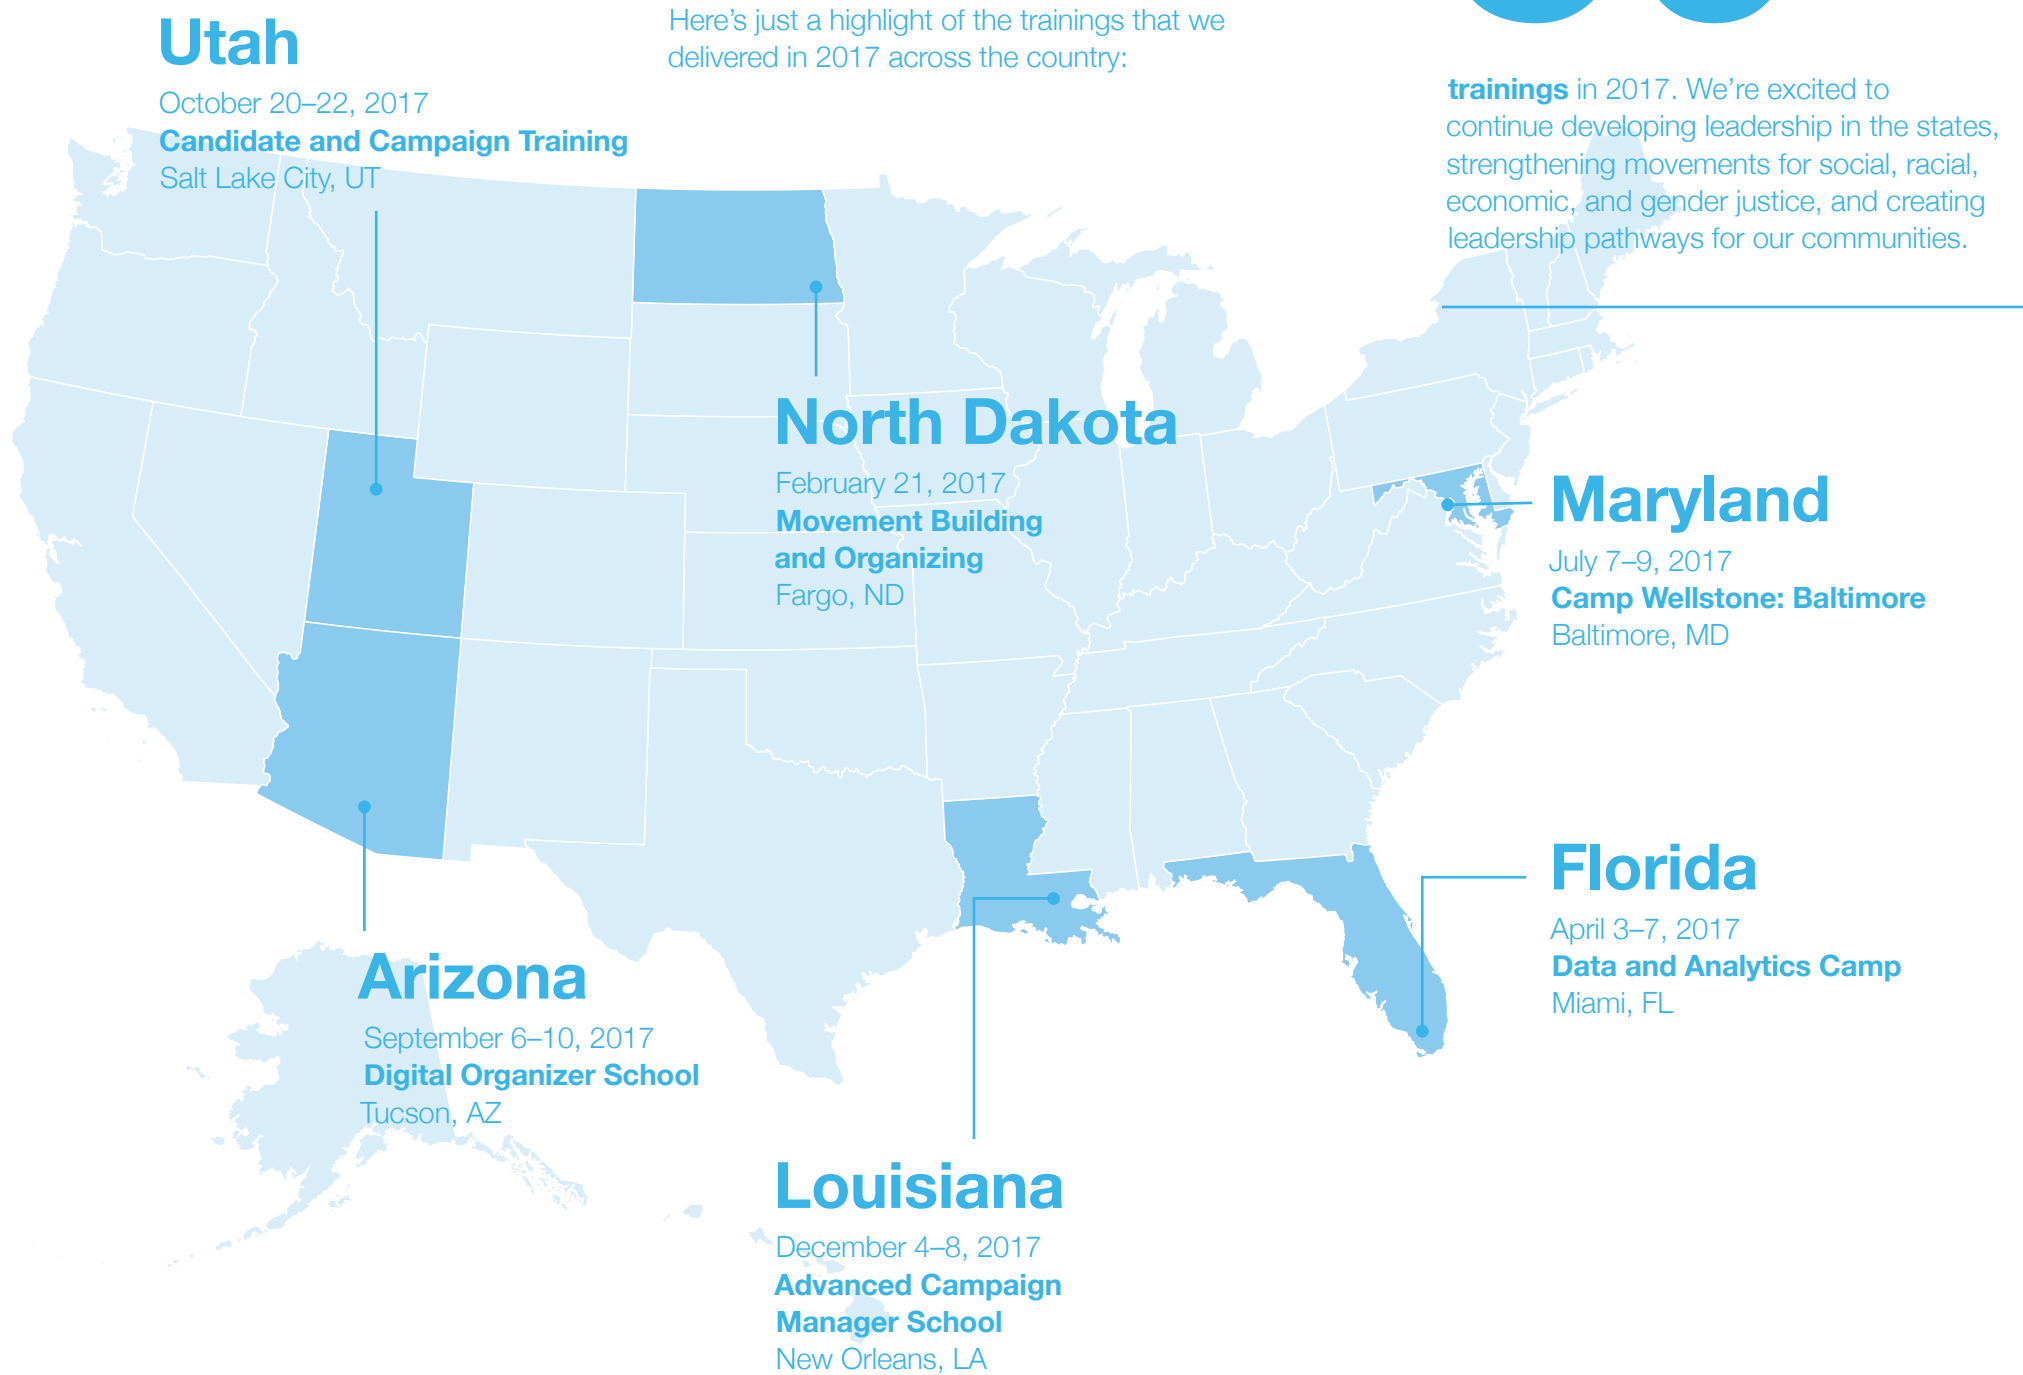 Here's just a highlight of the trainings that we
delivered in 2017 across the country:
trainings in 2017. We're excited to
continue developing leadership in the states,
strengthening movements for social, racial,
economic, and gender justice, and creating
leadership pathways for our communities.
Utah
October 20–22, 2017
Candidate and Campaign Training
Salt Lake City, UT
North Dakota
February 21, 2017
Movement Building
and Organizing
Fargo, ND
Maryland
July 7–9, 2017
Camp Wellstone: Baltimore
Baltimore, MD
Florida
April 3–7, 2017
Data and Analytics Camp
Miami, FL
Arizona
September 6–10, 2017
Digital Organizer School
Tucson, AZ
Louisiana
December 4–8, 2017
Advanced Campaign
Manager School
New Orleans, LA